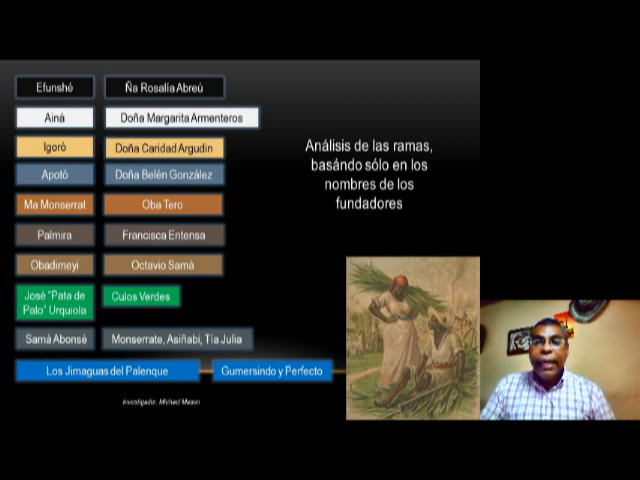 Efunshé Ña Rosalía Abreú
Ainá Doña Margarita Armenteros
Igoró Doña Caridad Argudin
Apotó Doña Belén González
Ma Monserrat Oba Tero
Palmira Francisca Entensa
Obadimeyi Octavio Samá
José "Pata de
Palo" Urquiola
Culos Verdes
Samá Abonsé Monserrate, Asiñabi, Tía Julia
Los Jimaguas del Palenque Gumersindo y Perfecto
Investigador, Michael Mason
Análisis de las ramas,
basándo sólo en los
nombres de los
fundadores